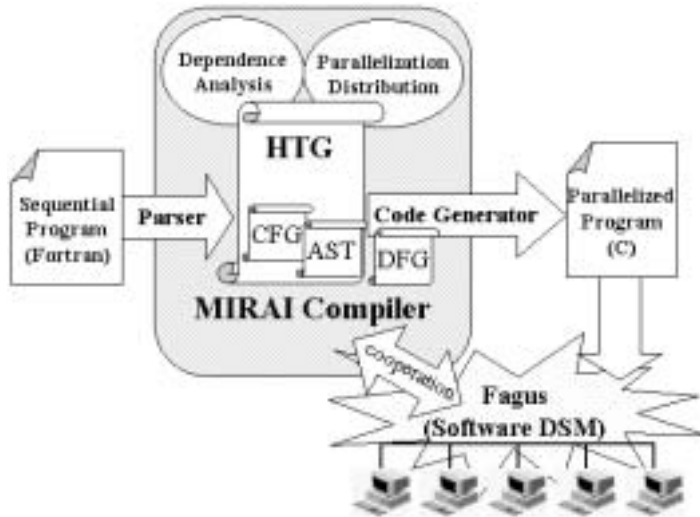 Dependence
Analysis
Parallelization
Distribution
HTG
Sequential
Program
(Fortran)
Parser
CFG
AST
DFG
Code Generator
Parallelized
Program
(C)
MIRAI Compiler
cooperation
Fagus
(Software DSM)